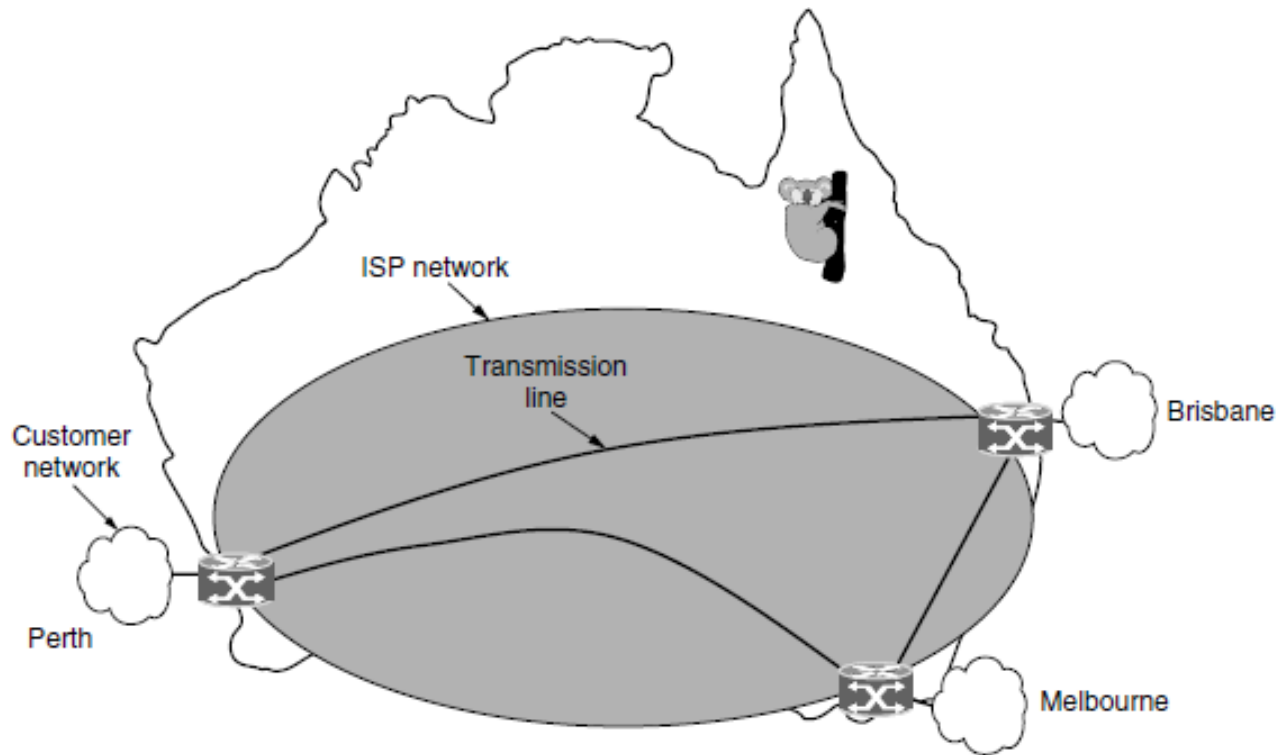 ISP network
Transmission
line
Brisbane
Customer
network
Perth
Melbourne